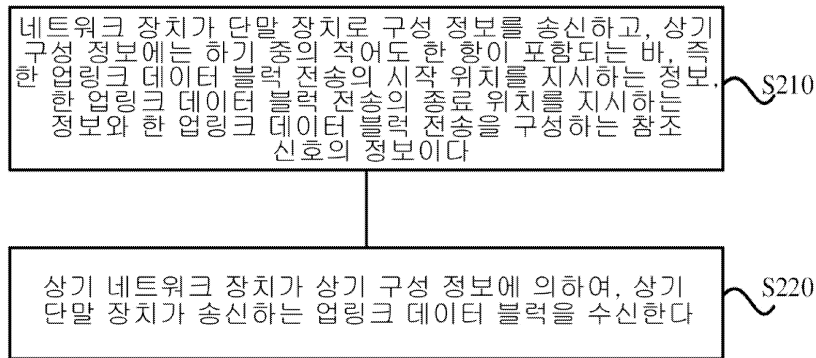 네트워크 장치가 단말 장치로 구성 정보를 송신하고, 상기
구성 정보에는 하기 중의 적어도 한 항이 포함되는 바, 즉
한 업링크 데이터 블럭 전송의 시작 위치를 지시하는 정보,
한 업링크 데이터 블럭 전송의 종료 위치를 지시하는
정보와 한 업링크 데이터 블럭 전송을 구성하는 참조
신호의 정보이다
S210
상기 네트워크 장치가 상기 구성 정보에 의하여, 상기
단말 장치가 송신하는 업링크 데이터 블럭을 수신한다
S220